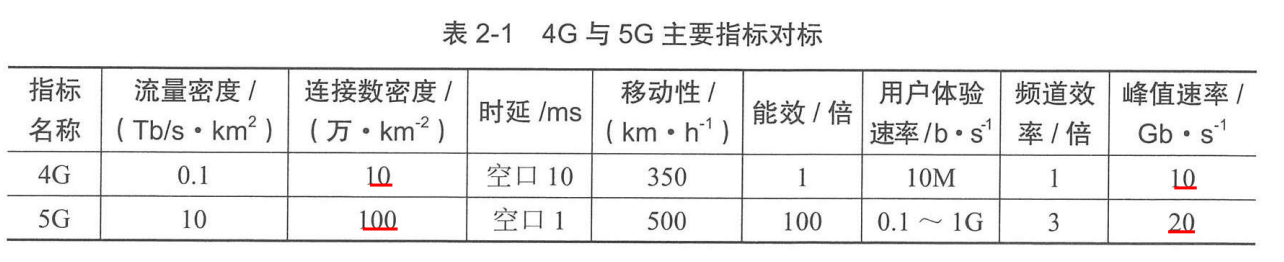 表 2-1 4G 与 5G 主要指标对标
指标名称 流量密度 / (Tb/s·km²) 连接数密度 / (万·km⁻²) 时延 /ms 移动性 / (km·h⁻¹) 能效 / 倍 用户体验速率 /b·s⁻¹ 频道效率 / 倍 峰值速率 / Gb·s⁻¹
4G 0.1 10 空口 10 350 1 10M 1 10
5G 10 100 空口 1 500 100 0.1 ~ 1G 3 20